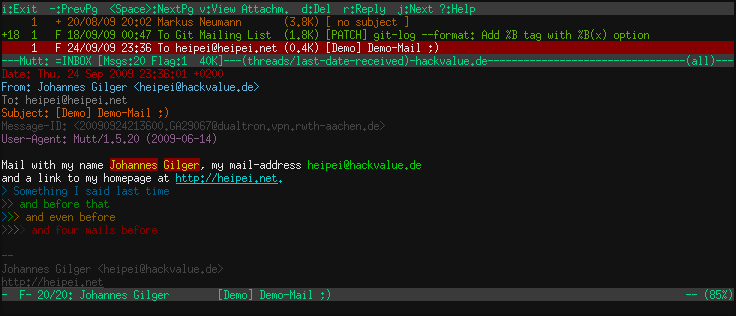 i:Exit  -:PrevPg  <Space>:NextPg v:View Attachm.  d:Del  r:Reply  j:Next ?:Help
1   + 20/08/09 20:02 Markus Neumann      (3.8K) [ no subject ]
+18  1   F 18/09/09 00:47 To Git Mailing List  (1.8K) [PATCH] git-log --format: Add %B tag with %B(x) option
1   F 24/09/09 23:36 To heipei@heipei.net (0.4K) [Demo] Demo-Mail ;)
---Mutt: =INBOX [Msgs:20 Flag:1  40K]---(threads/last-date-received)-hackvalue.de---------------------------------(all)---
Date: Thu, 24 Sep 2009 23:36:01 +0200
From: Johannes Gilger <heipei@hackvalue.de>
To: heipei@heipei.net
Subject: [Demo] Demo-Mail ;)
Message-ID: <20090924213600.GA29067@dualtron.vpn.rwth-aachen.de>
User-Agent: Mutt/1.5.20 (2009-06-14)
Mail with my name Johannes Gilger, my mail-address heipei@hackvalue.de
and a link to my homepage at http://heipei.net.
> Something I said last time
>> and before that
>>> and even before
>>>> and four mails before
--
Johannes Gilger <heipei@hackvalue.de>
http://heipei.net
-  F- 20/20: Johannes Gilger        [Demo] Demo-Mail ;)                                                    -- (85%)